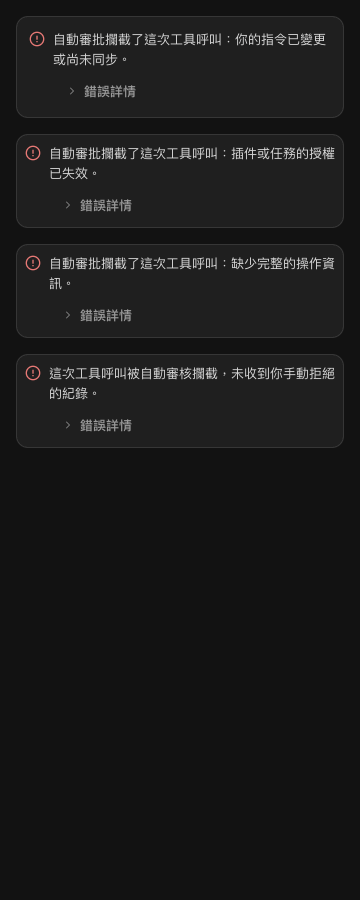 自動審批攔截了這次工具呼叫：你的指令已變更
或尚未同步。
錯誤詳情
自動審批攔截了這次工具呼叫：插件或任務的授權
已失效。
錯誤詳情
自動審批攔截了這次工具呼叫：缺少完整的操作資
訊。
錯誤詳情
這次工具呼叫被自動審核攔截，未收到你手動拒絕
的紀錄。
錯誤詳情